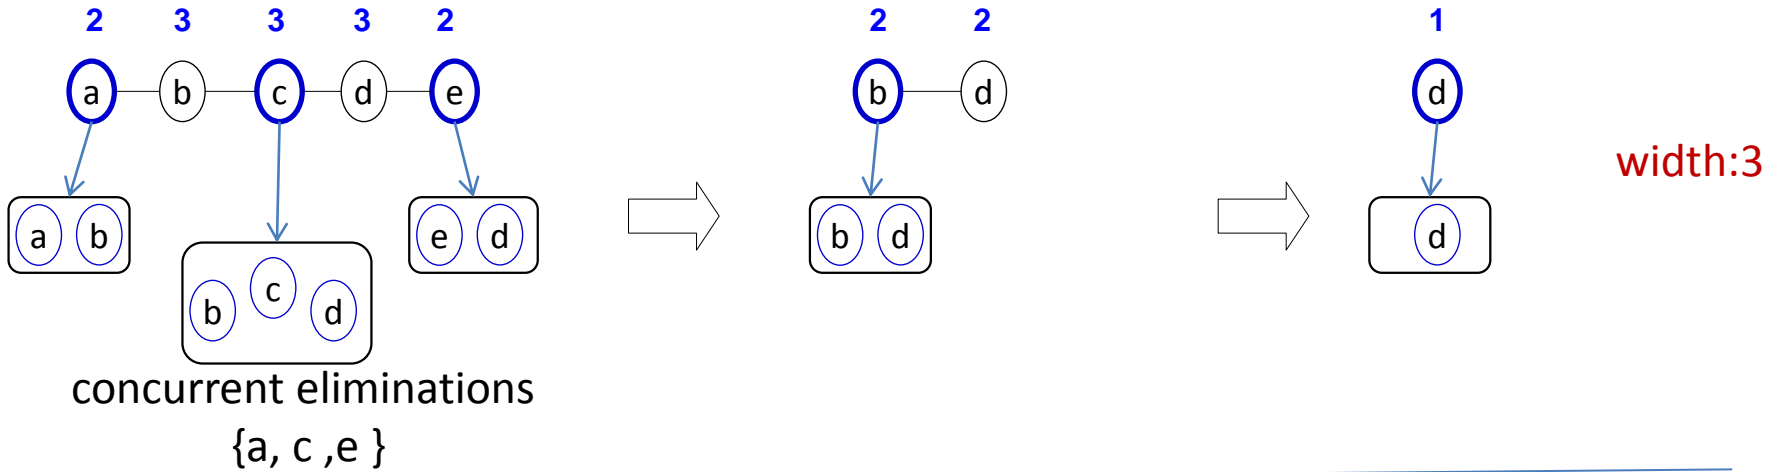 2 3 3 3 2 2 2 1
a b c d e b d d
width:3
a b e d b d d
c
b d
concurrent eliminations
{a, c ,e }